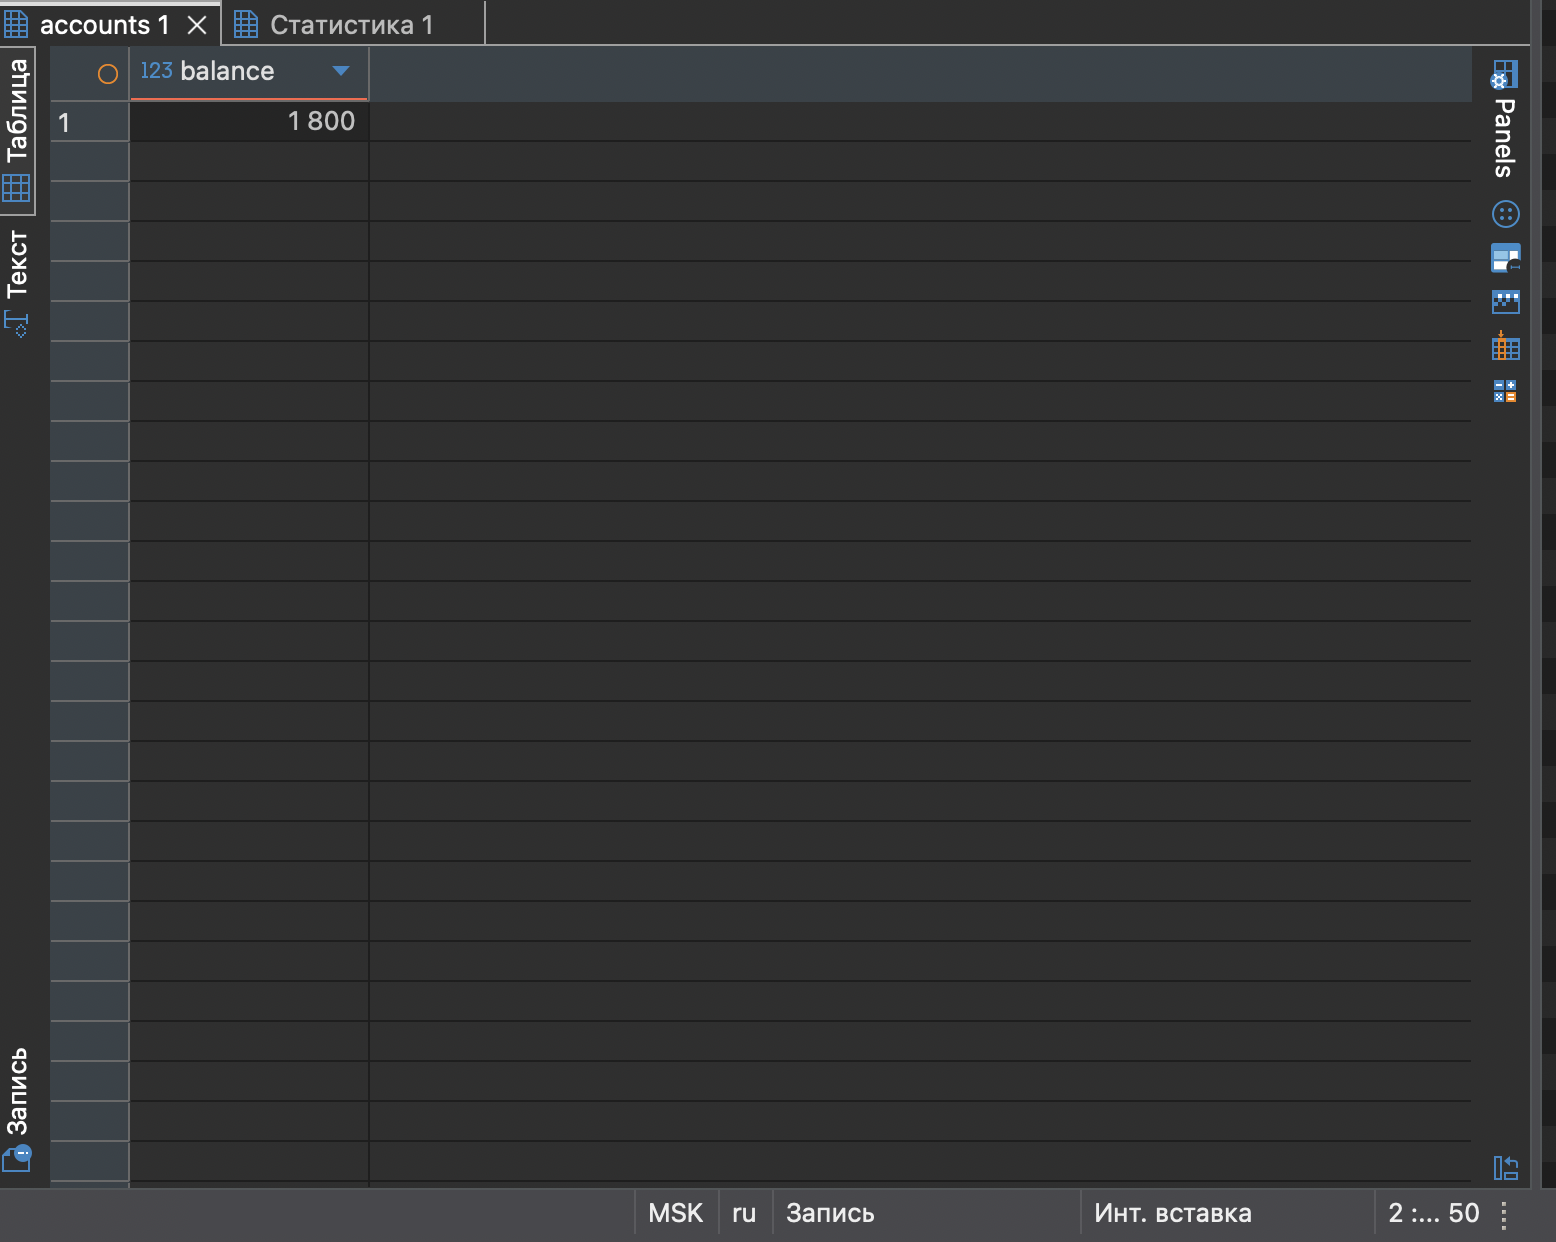 accounts 1
Статистика 1
Таблица
Текст
Запись
123 balance
1
1 800
Panels
MSK
ru
Запись
Инт. вставка
2 :... 50